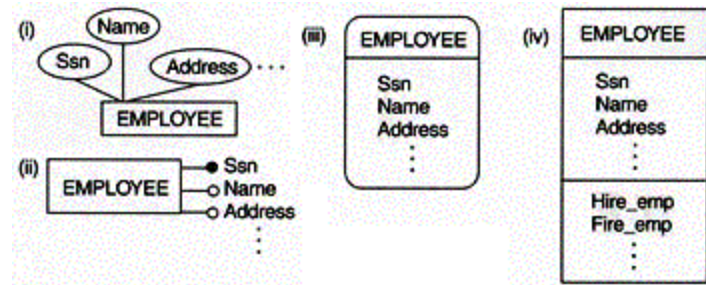 (i)
Name
Ssn
Address ...
EMPLOYEE
(ii)
EMPLOYEE
Ssn
Name
Address
(iii)
EMPLOYEE
Ssn
Name
Address
(iv)
EMPLOYEE
Ssn
Name
Address
Hire_emp
Fire_emp